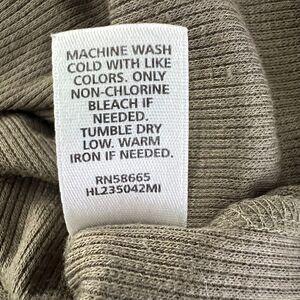 MACHINE WASH
COLD WITH LIKE
COLORS. ONLY
NON-CHLORINE
BLEACH IF
NEEDED.
TUMBLE DRY
LOW. WARM
IRON IF NEEDED.
RN58665
HL235042MI